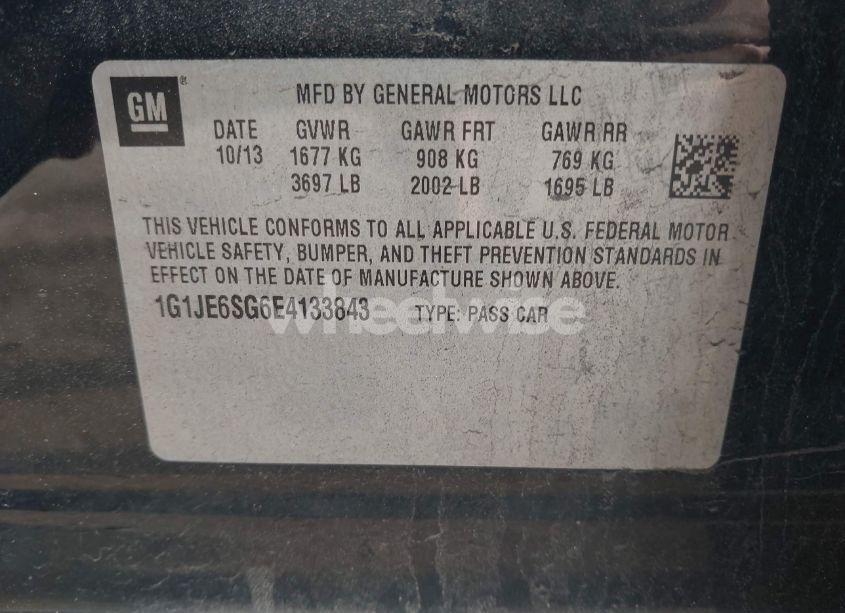 GM®
MFD BY GENERAL MOTORS LLC
DATE GVWR GAWR FRT GAWR RR
10/13 1677 KG 908 KG 769 KG
3697 LB 2002 LB 1695 LB
THIS VEHICLE CONFORMS TO ALL APPLICABLE U.S. FEDERAL MOTOR
VEHICLE SAFETY, BUMPER, AND THEFT PREVENTION STANDARDS IN
EFFECT ON THE DATE OF MANUFACTURE SHOWN ABOVE.
1G1JE6SG6E4133843 TYPE: PASS CAR
wheelwise